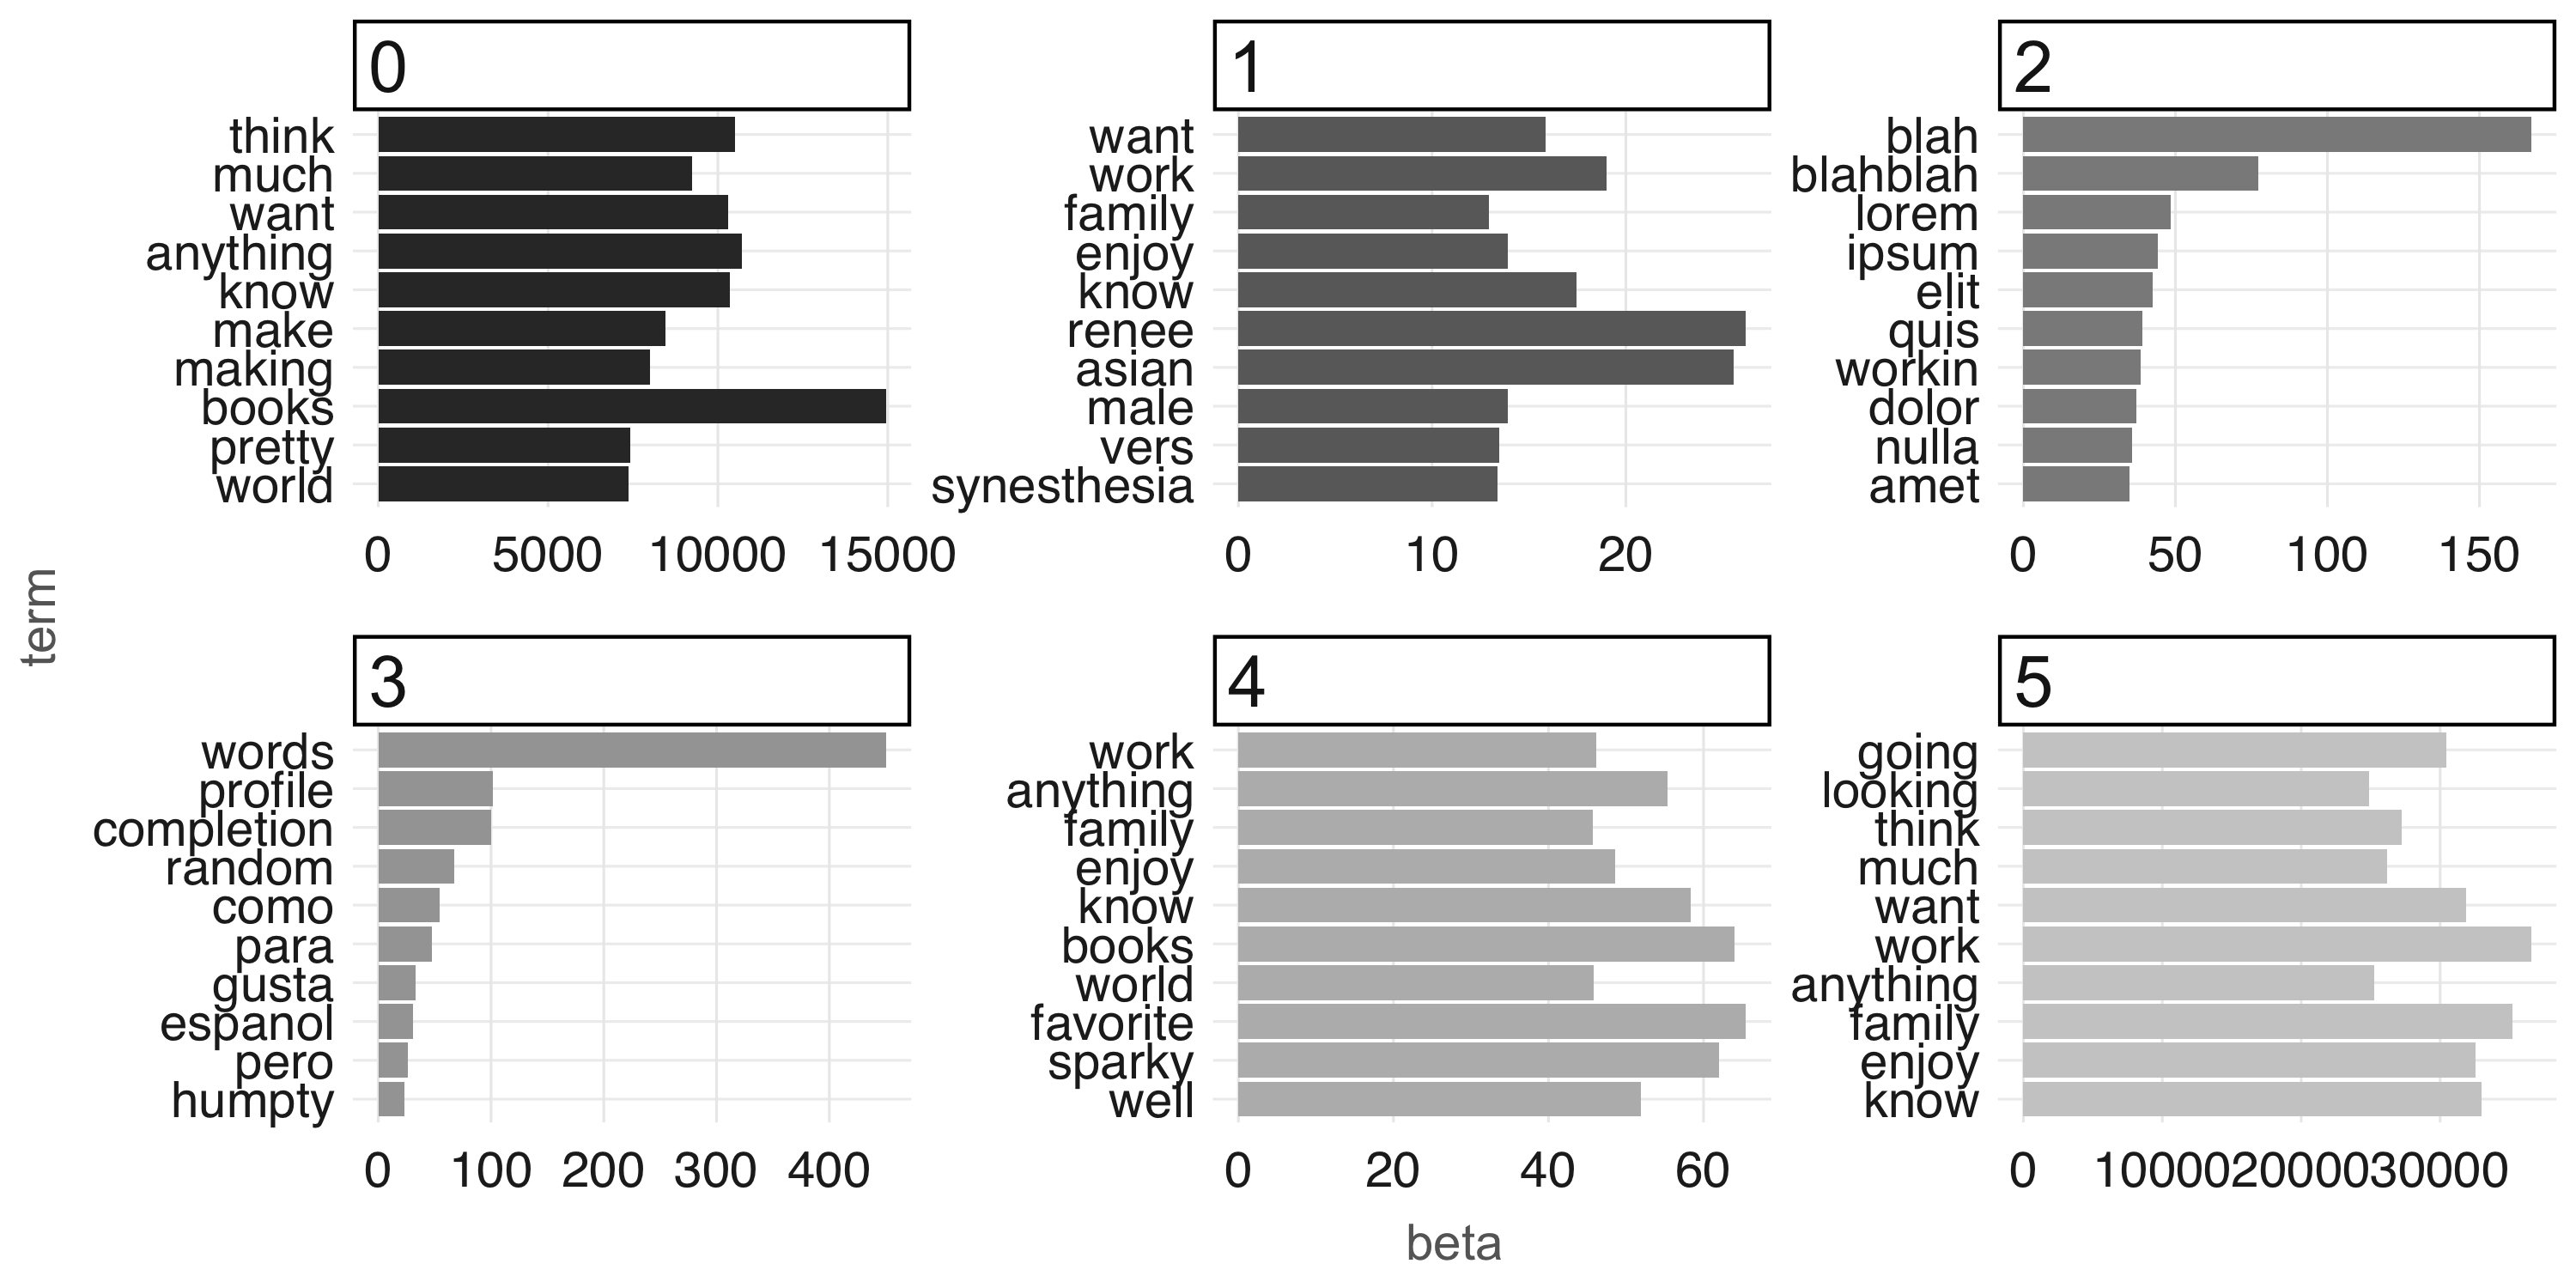 0
think
much
want
anything
know
make
making
books
pretty
world
0 5000 10000 15000
1
want
work
family
enjoy
know
renee
asian
male
vers
synesthesia
0 10 20
2
blah
blahblah
lorem
ipsum
elit
quis
workin
dolor
nulla
amet
0 50 100 150
term
3
words
profile
completion
random
como
para
gusta
espanol
pero
humpty
0 100 200 300 400
4
work
anything
family
enjoy
know
books
world
favorite
sparky
well
0 20 40 60
5
going
looking
think
much
want
work
anything
family
enjoy
know
0 10000 20000 30000
beta